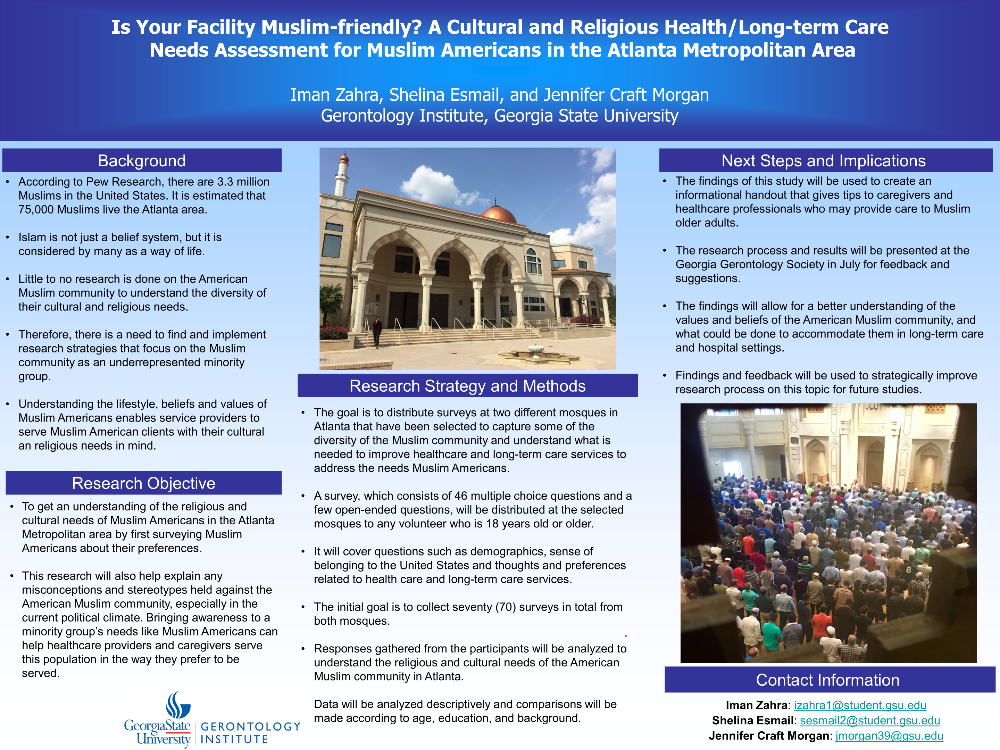 Is Your Facility Muslim-friendly? A Cultural and Religious Health/Long-term Care
Needs Assessment for Muslim Americans in the Atlanta Metropolitan Area
Iman Zahra, Shelina Esmail, and Jennifer Craft Morgan
Gerontology Institute, Georgia State University
Background
• According to Pew Research, there are 3.3 million
Muslims in the United States. It is estimated that
75,000 Muslims live the Atlanta area.
• Islam is not just a belief system, but it is
considered by many as a way of life.
• Little to no research is done on the American
Muslim community to understand the diversity of
their cultural and religious needs.
• Therefore, there is a need to find and implement
research strategies that focus on the Muslim
community as an underrepresented minority
group.
• Understanding the lifestyle, beliefs and values of
Muslim Americans enables service providers to
serve Muslim American clients with their cultural
an religious needs in mind.
Research Objective
• To get an understanding of the religious and
cultural needs of Muslim Americans in the Atlanta
Metropolitan area by first surveying Muslim
Americans about their preferences.
• This research will also help explain any
misconceptions and stereotypes held against the
American Muslim community, especially in the
current political climate. Bringing awareness to a
minority group's needs like Muslim Americans can
help healthcare providers and caregivers serve
this population in the way they prefer to be
served.
GeorgiaState
University
GERONTOLOGY
INSTITUTE
Research Strategy and Methods
• The goal is to distribute surveys at two different mosques in
Atlanta that have been selected to capture some of the
diversity of the Muslim community and understand what is
needed to improve healthcare and long-term care services to
address the needs Muslim Americans.
• A survey, which consists of 46 multiple choice questions and a
few open-ended questions, will be distributed at the selected
mosques to any volunteer who is 18 years old or older.
• It will cover questions such as demographics, sense of
belonging to the United States and thoughts and preferences
related to health care and long-term care services.
• The initial goal is to collect seventy (70) surveys in total from
both mosques.
*
• Responses gathered from the participants will be analyzed to
understand the religious and cultural needs of the American
Muslim community in Atlanta.
Data will be analyzed descriptively and comparisons will be
made according to age, education, and background.
Next Steps and Implications
• The findings of this study will be used to create an
informational handout that gives tips to caregivers and
healthcare professionals who may provide care to Muslim
older adults.
• The research process and results will be presented at the
Georgia Gerontology Society in July for feedback and
suggestions.
• The findings will allow for a better understanding of the
values and beliefs of the American Muslim community, and
what could be done to accommodate them in long-term care
and hospital settings.
• Findings and feedback will be used to strategically improve
research process on this topic for future studies.
8
Contact Information
Iman Zahra: izahra1@student.gsu.edu
Shelina Esmail: sesmail2@student.gsu.edu
Jennifer Craft Morgan: jmorgan39@gsu.edu